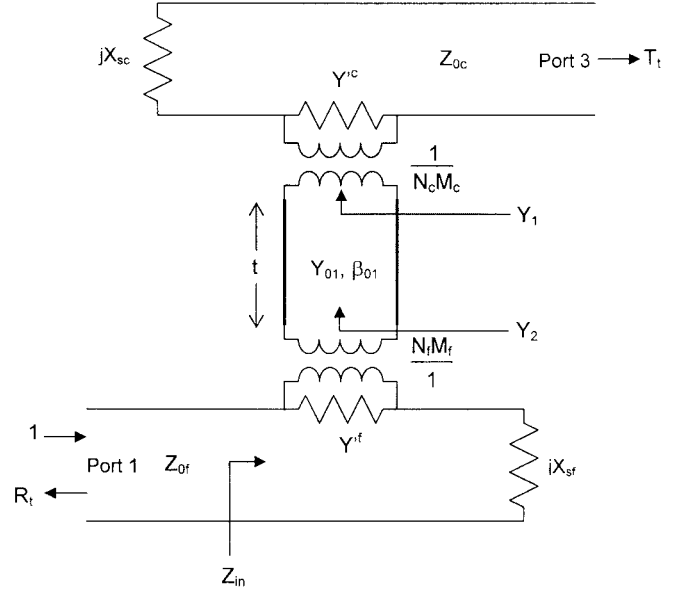 jX_sc
Z_0c
Port 3
T_t
Y'^c
1
N_cM_c
Y_1
t
Y_01, β_01
Y_2
N_fM_f
1
1
Port 1
Z_0f
Y'^f
jX_sf
R_t
Z_in